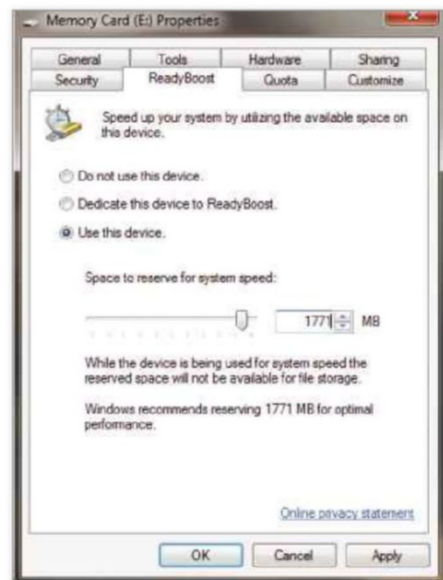 Memory Card (E:) Properties
General Tools Hardware Sharing
Security ReadyBoost Quota Customize
Speed up your system by utilizing the available space on
this device.
Do not use this device.
Dedicate this device to ReadyBoost.
Use this device.
Space to reserve for system speed:
1771 MB
While the device is being used for system speed the
reserved space will not be available for file storage.
Windows recommends reserving 1771 MB for optimal
performance.
Online privacy statement
OK Cancel Apply